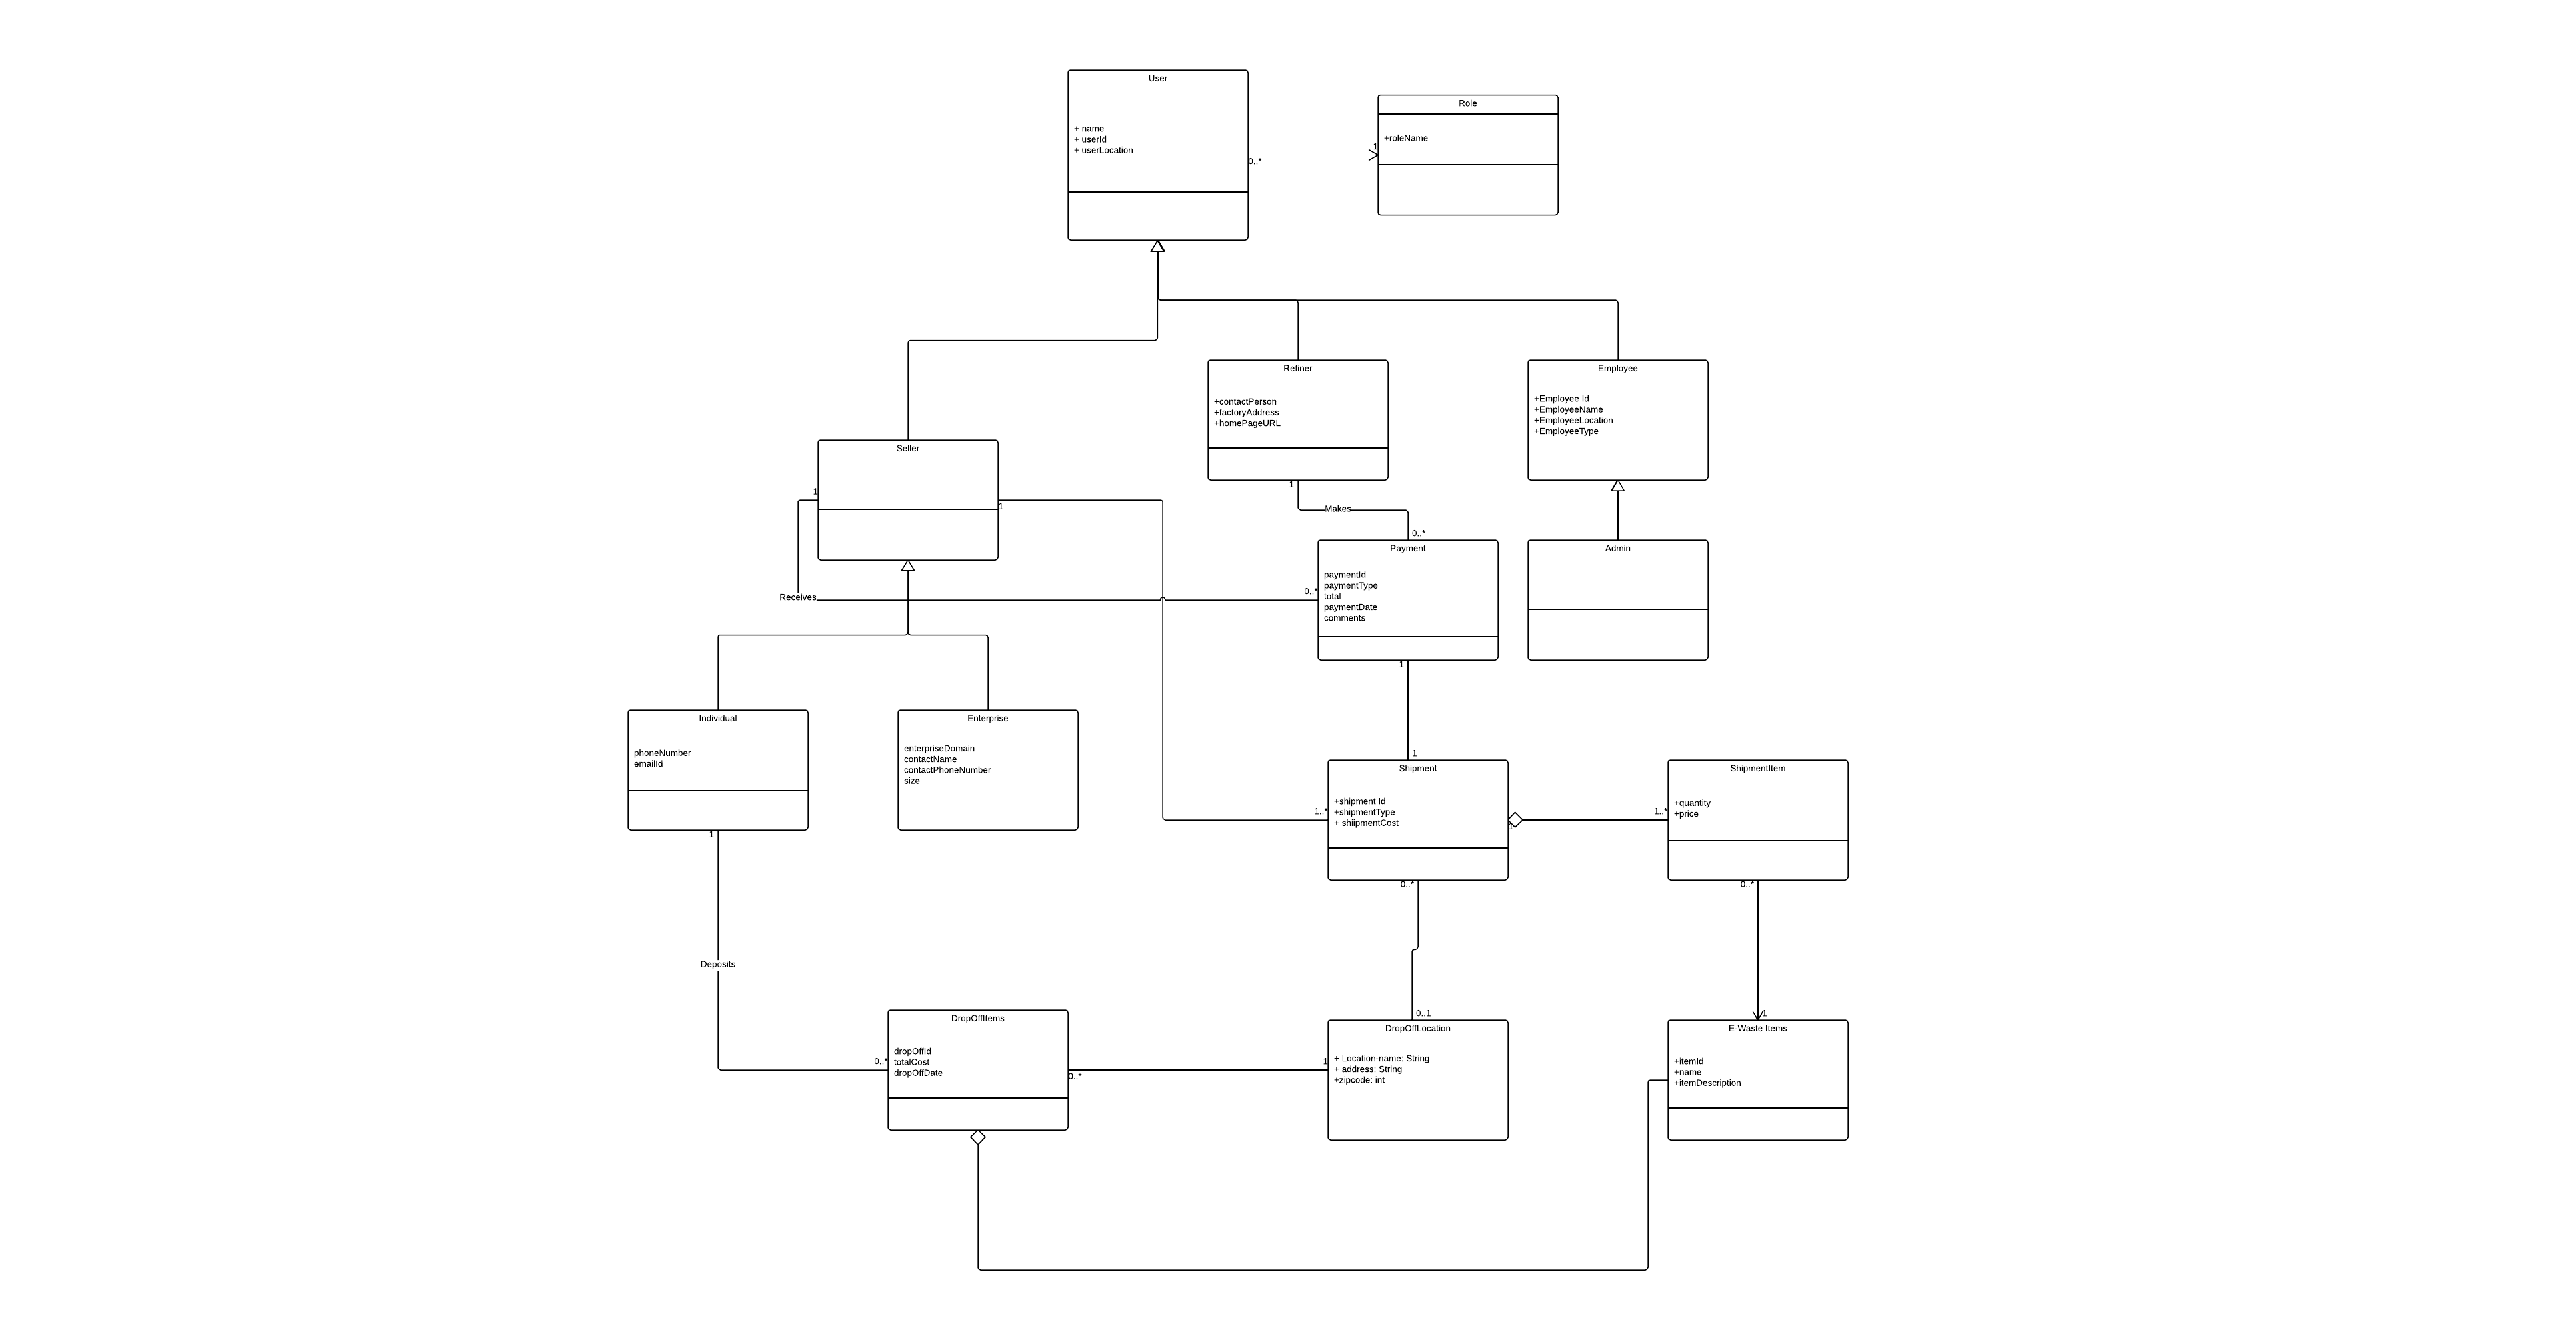 User
+ name
+ userId
+ userLocation
0..*
1
Role
+roleName
Refiner
+contactPerson
+factoryAddress
+homePageURL
1
Employee
+Employee Id
+EmployeeName
+EmployeeLocation
+EmployeeType
Seller
1
1
Makes
0..*
Receives
0..*
Payment
paymentId
paymentType
total
paymentDate
comments
1
Admin
Individual
phoneNumber
emailId
1
Enterprise
enterpriseDomain
contactName
contactPhoneNumber
size
1
1..*
Shipment
+shipment Id
+shipmentType
+ shiipmentCost
1
1..*
0..*
ShipmentItem
+quantity
+price
0..*
Deposits
0..*
DropOffItems
dropOffId
totalCost
dropOffDate
0..*
0..1
1
DropOffLocation
+ Location-name: String
+ address: String
+zipcode: int
1
E-Waste Items
+itemId
+name
+itemDescription